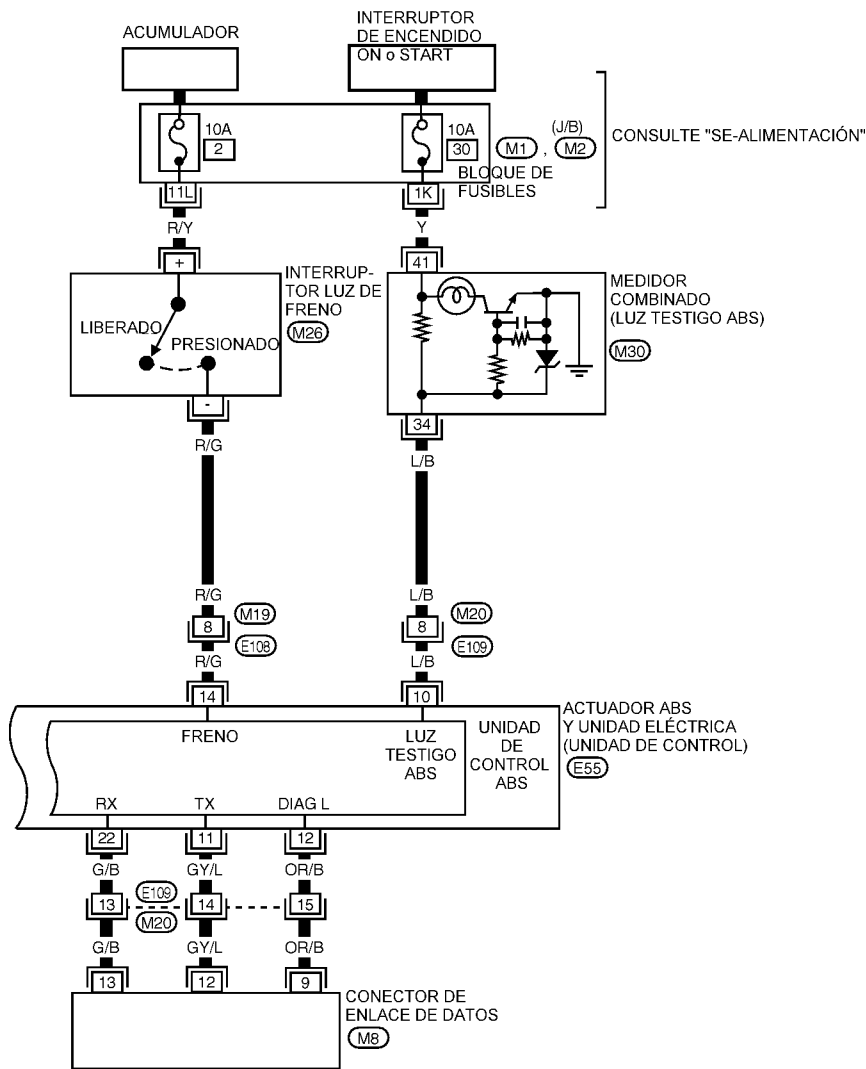 ACUMULADOR
INTERRUPTOR
DE ENCENDIDO
ON o START
10A
2
10A
30
M1 , M2
(J/B)
BLOQUE DE
FUSIBLES
CONSULTE "SE-ALIMENTACIÓN"
11L
1K
R/Y
Y
+
41
INTERRUP-
TOR LUZ DE
FRENO
M26
LIBERADO
PRESIONADO
MEDIDOR
COMBINADO
(LUZ TESTIGO ABS)
M30
-
34
R/G
L/B
R/G
L/B
8
M19
E108
8
M20
E109
R/G
L/B
14
10
FRENO
LUZ
TESTIGO
ABS
UNIDAD
DE
CONTROL
ABS
ACTUADOR ABS
Y UNIDAD ELÉCTRICA
(UNIDAD DE CONTROL)
E55
RX
TX
DIAG L
22
11
12
G/B
GY/L
OR/B
13
E109
M20
14
15
G/B
GY/L
OR/B
13
12
9
CONECTOR DE
ENLACE DE DATOS
M8